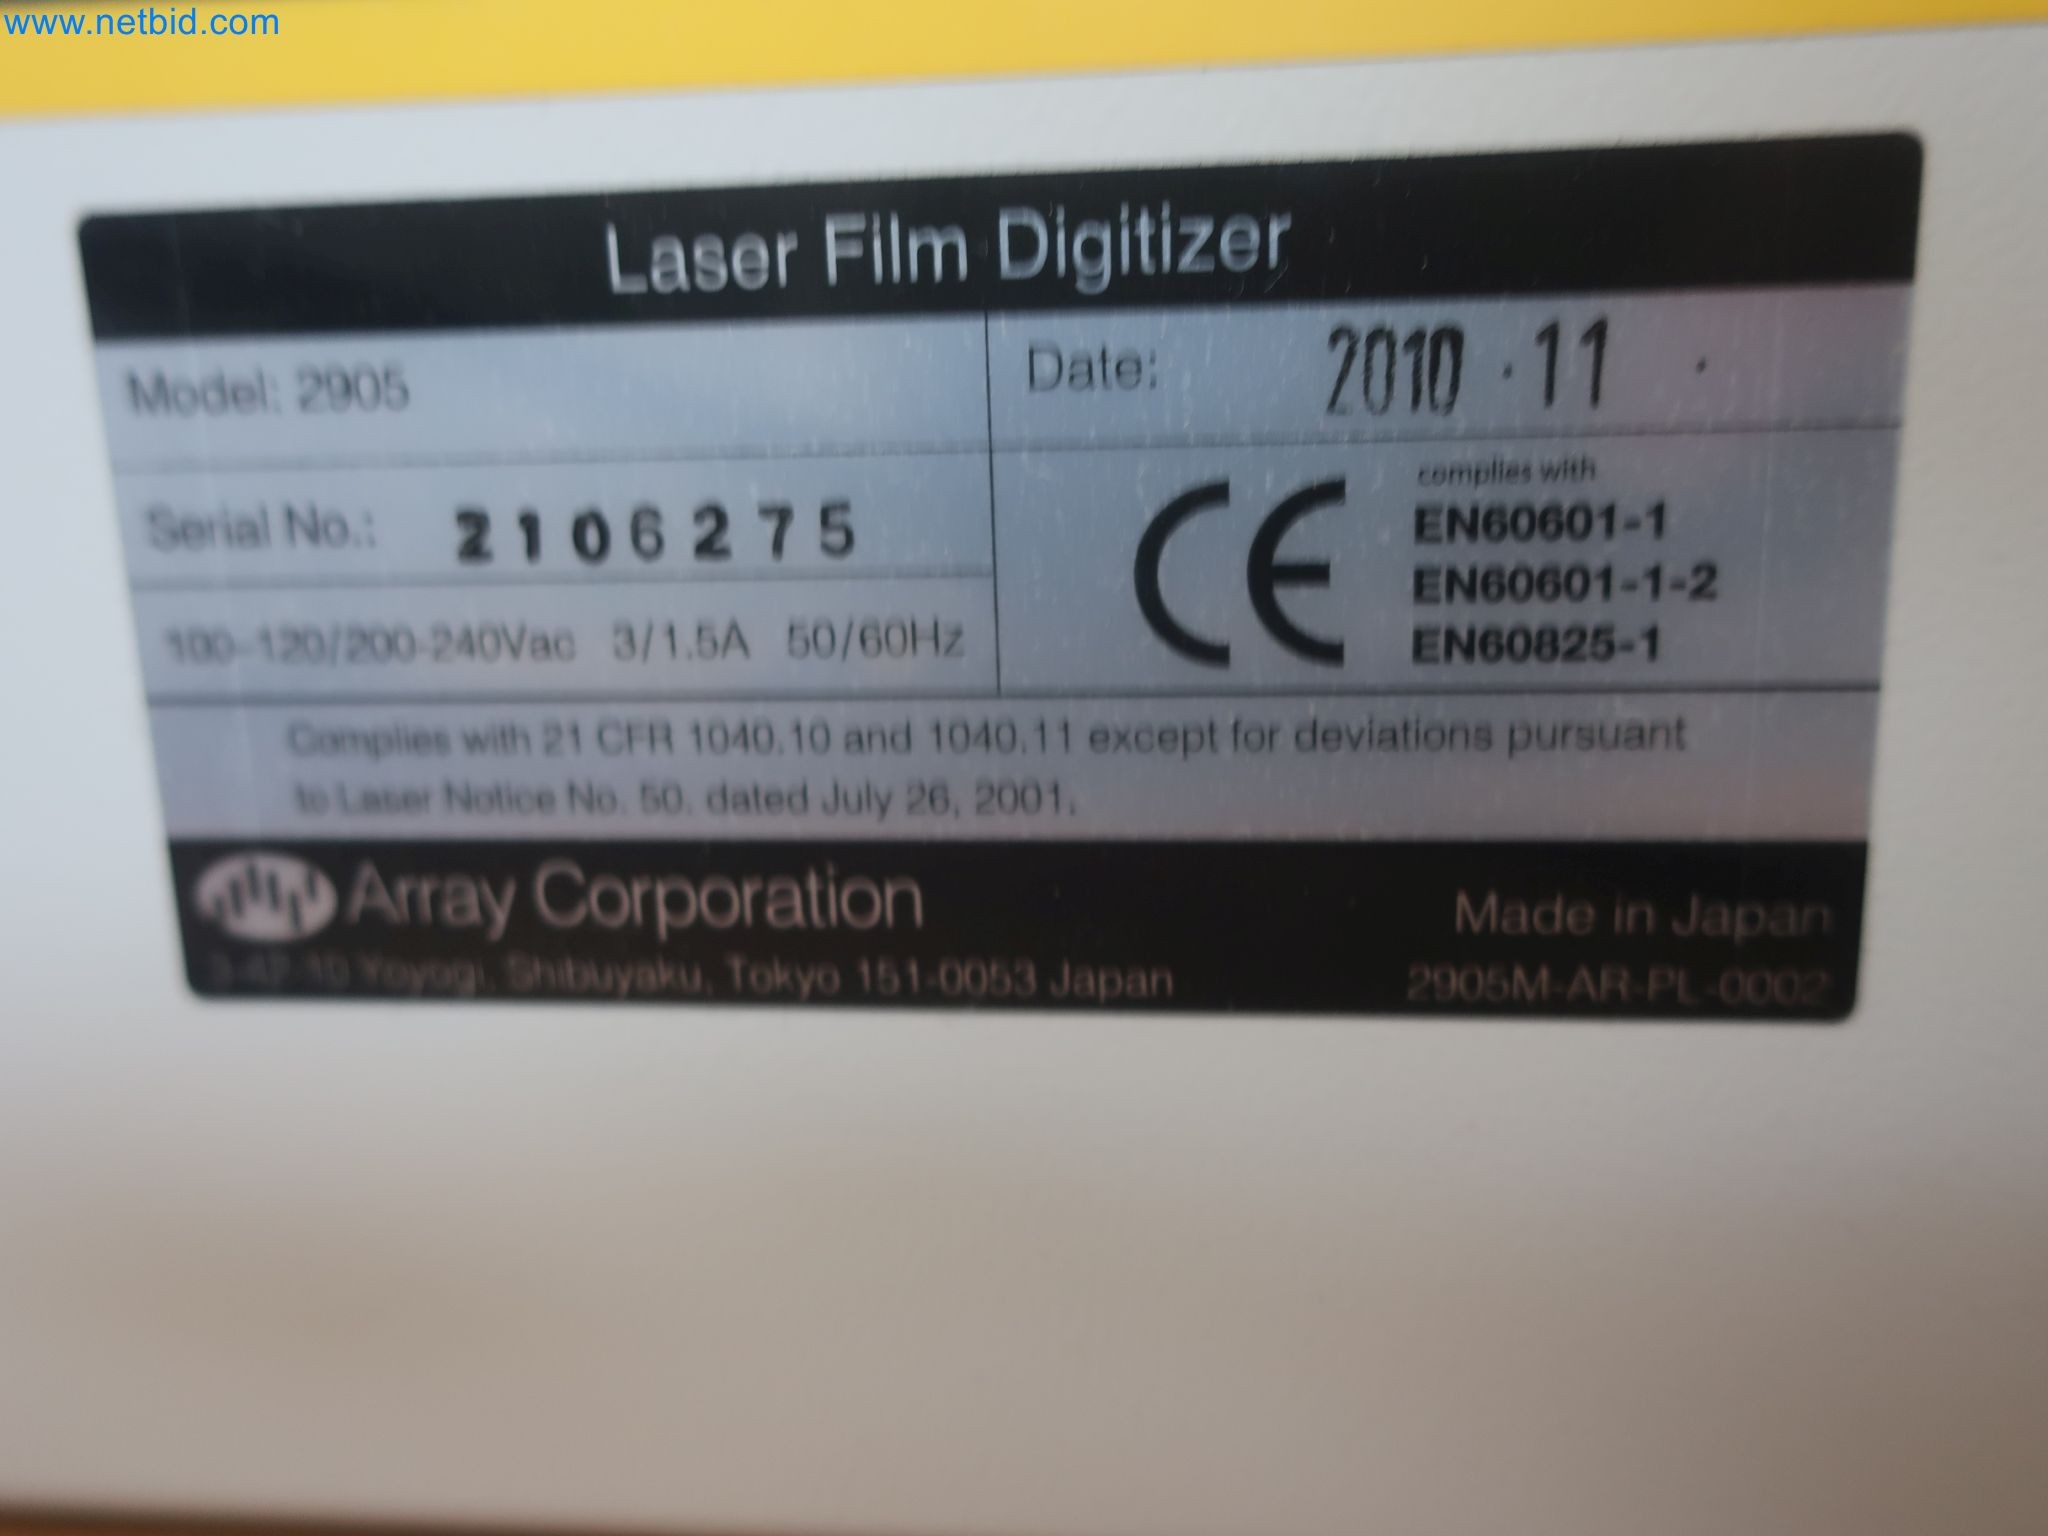 www.netbid.com
Laser Film Digitizer
Model: 2905
Date: 2010 . 11 .
Serial No.: 2106275
complies with
EN60601-1
EN60601-1-2
EN60825-1
100-120/200-240Vac 3/1.5A 50/60Hz
Complies with 21 CFR 1040.10 and 1040.11 except for deviations pursuant
to Laser Notice No. 50. dated July 26, 2001.
Array Corporation
Made in Japan
Yoyogi, Shibuyaku, Tokyo 151-0053 Japan
2905M-AR-PL-0002